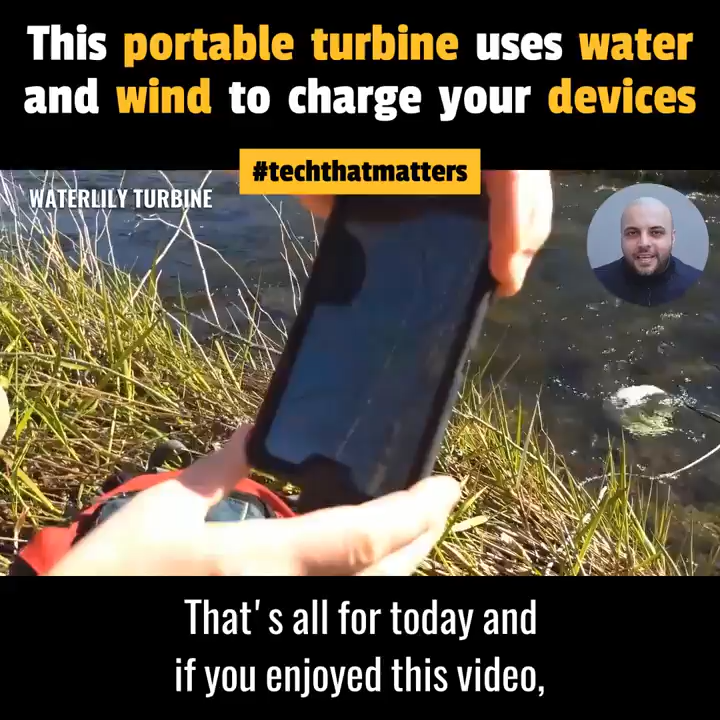 This portable turbine uses water
and wind to charge your devices
#techthatmatters
WATERLILY TURBINE
That's all for today and
if you enjoyed this video,